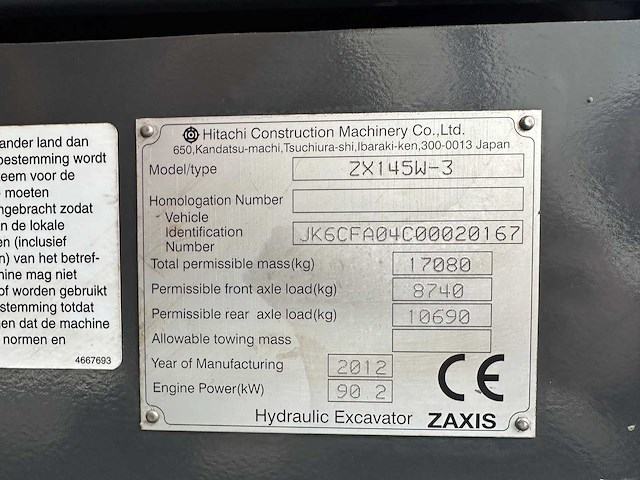 ander land dan
bestemming wordt
eem voor de
moeten
ngebracht zodat
n de lokale
en (inclusief
n) van het betref-
hine mag niet
of worden gebruikt
stemming totdat
gen dat de machine
normen en
4667693
Hitachi Construction Machinery Co.,Ltd.
650,Kandatsu-machi,Tsuchiura-shi,Ibaraki-ken,300-0013 Japan
Model/type ZX145W-3
Homologation Number
Vehicle
Identification JK6CFA04C00020167
Number
Total permissible mass(kg) 17080
Permissible front axle load(kg) 8740
Permissible rear axle load(kg) 10690
Allowable towing mass
Year of Manufacturing 2012
Engine Power(kW) 90 2
CE
Hydraulic Excavator ZAXIS